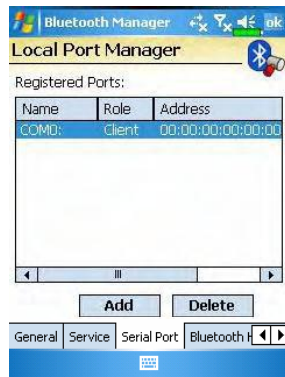 Bluetooth Manager ok
Local Port Manager
Registered Ports:
Name Role Address
COM0: Client 00:00:00:00:00:00
Add Delete
General Service Serial Port Bluetooth H